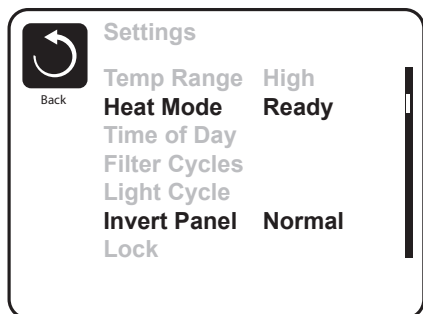 Settings
Back
Temp Range High
Heat Mode Ready
Time of Day
Filter Cycles
Light Cycle
Invert Panel Normal
Lock